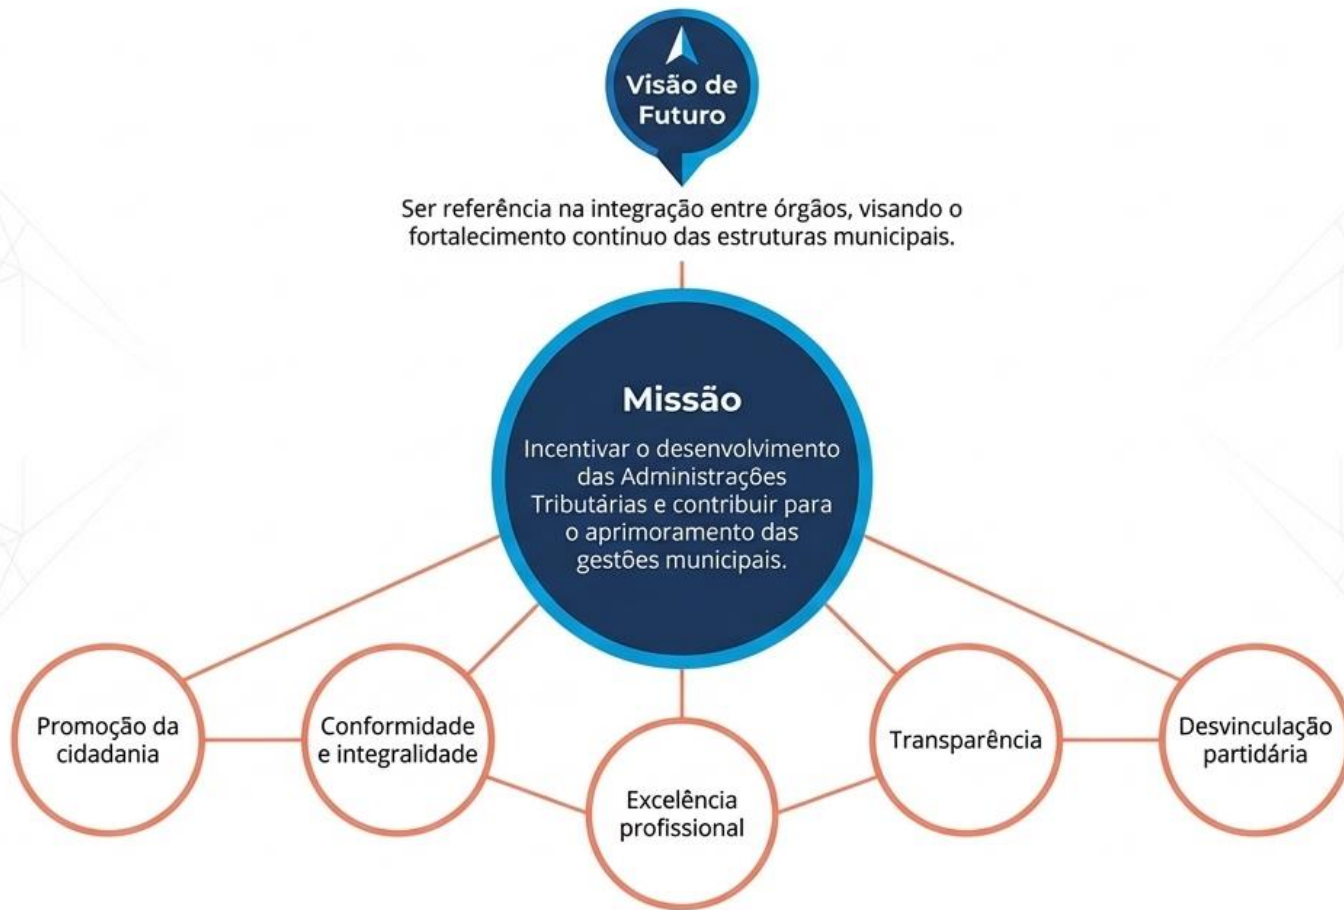 Visão de
Futuro
Ser referência na integração entre órgãos, visando o
fortalecimento contínuo das estruturas municipais.
Missão
Incentivar o desenvolvimento
das Administrações
Tributárias e contribuir para
o aprimoramento das
gestões municipais.
Promoção da
cidadania
Conformidade
e integralidade
Excelência
profissional
Transparência
Desvinculação
partidária